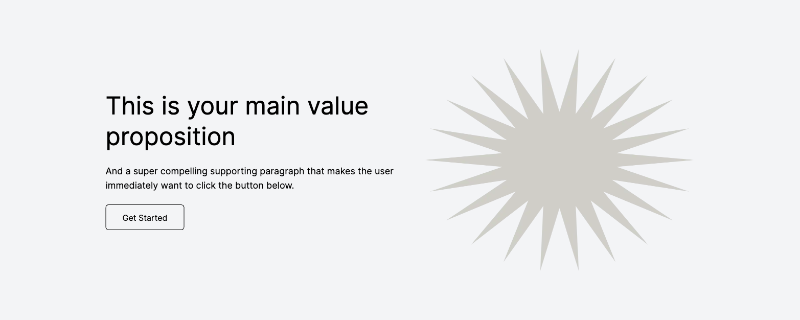 This is your main value
proposition
And a super compelling supporting paragraph that makes the user
immediately want to click the button below.
Get Started